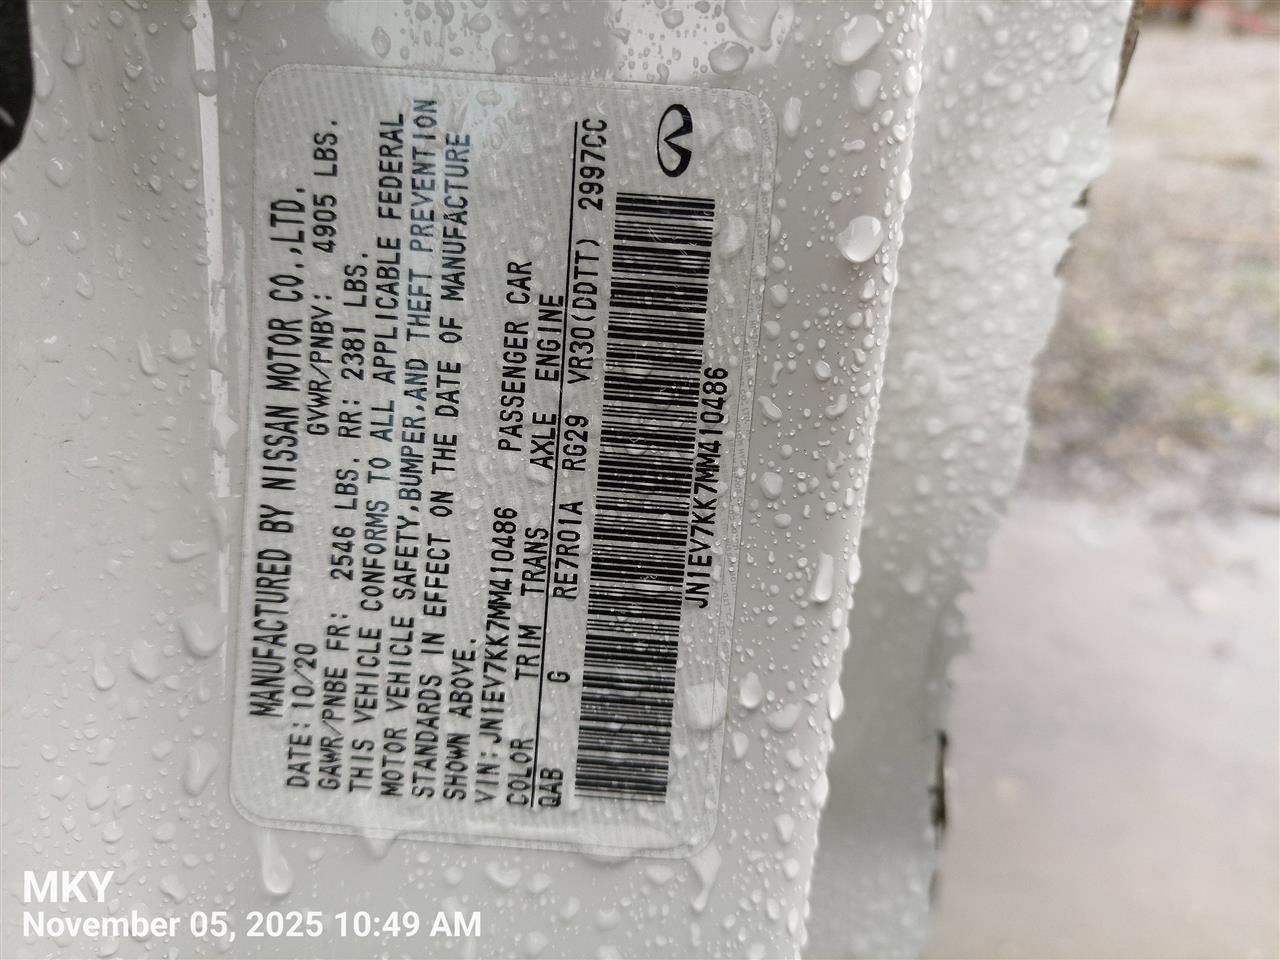 MANUFACTURED BY NISSAN MOTOR CO.,LTD.
DATE:10/20 GVWR/PNBV: 4905 LBS.
GAWR/PNBE FR: 2546 LBS. RR: 2381 LBS.
THIS VEHICLE CONFORMS TO ALL APPLICABLE FEDERAL
MOTOR VEHICLE SAFETY,BUMPER,AND THEFT PREVENTION
STANDARDS IN EFFECT ON THE DATE OF MANUFACTURE
SHOWN ABOVE.
VIN:JN1EV7KK7MM410486 PASSENGER CAR
COLOR TRIM TRANS AXLE ENGINE
QAB G RE7R01A RG29 VR30(DDTT) 2997CC
JN1EV7KK7MM410486
MKY
November 05, 2025 10:49 AM